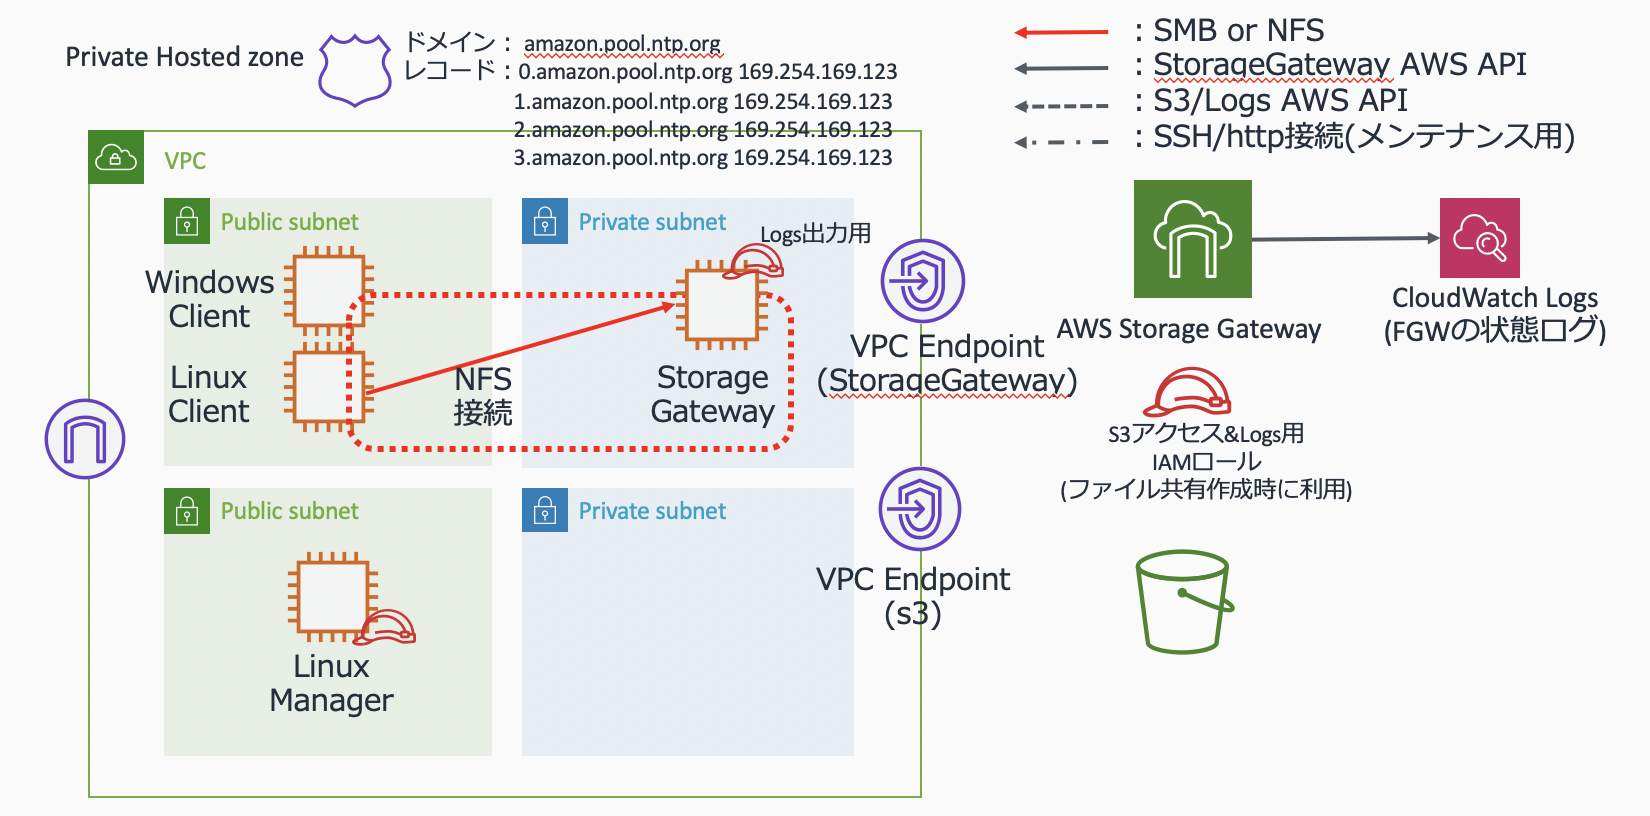 Private Hosted zone
ドメイン： amazon.pool.ntp.org
レコード：0.amazon.pool.ntp.org 169.254.169.123
1.amazon.pool.ntp.org 169.254.169.123
2.amazon.pool.ntp.org 169.254.169.123
3.amazon.pool.ntp.org 169.254.169.123
：SMB or NFS
：StorageGateway AWS API
：S3/Logs AWS API
：SSH/http接続(メンテナンス用)
VPC
Public subnet
Private subnet
Logs出力用
Windows
Client
Linux
Client
NFS
接続
Storage
Gateway
VPC Endpoint
(StorageGateway)
AWS Storage Gateway
CloudWatch Logs
(FGWの状態ログ)
S3アクセス&Logs用
IAMロール
(ファイル共有作成時に利用)
Public subnet
Private subnet
Linux
Manager
VPC Endpoint
(s3)